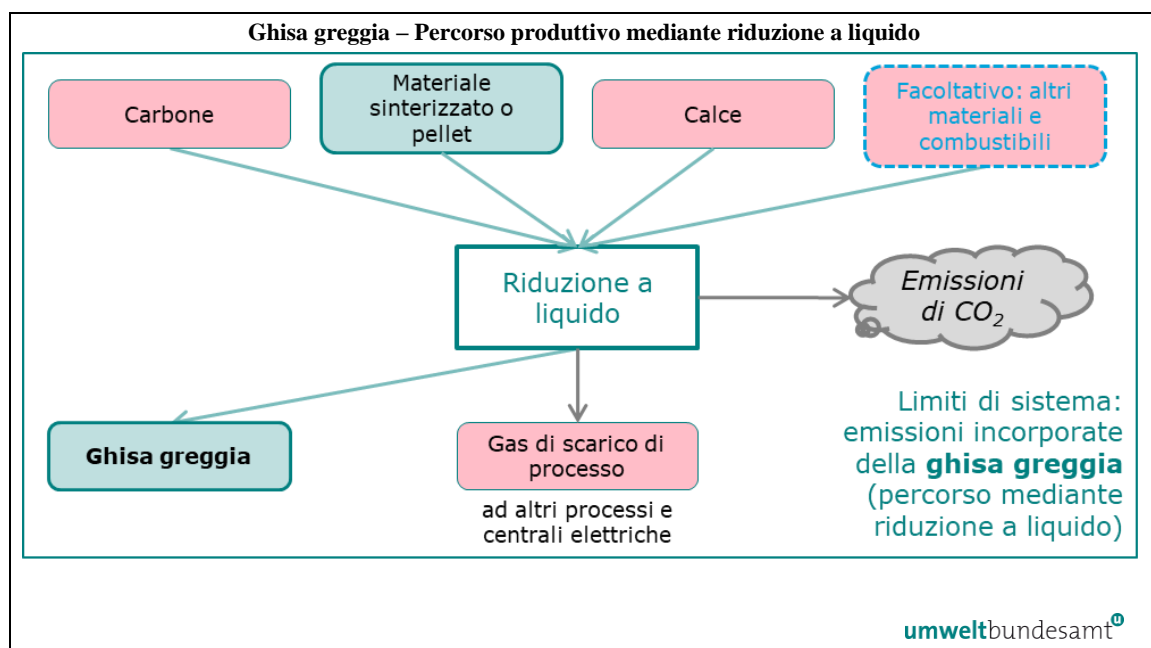 Ghisa greggia – Percorso produttivo mediante riduzione a liquido
Carbone
Materiale
sinterizzato o
pellet
Calce
Facoltativo: altri
materiali e
combustibili
Riduzione a
liquido
Emissioni
di CO₂
Ghisa greggia
Gas di scarico di
processo
ad altri processi e
centrali elettriche
Limiti di sistema:
emissioni incorporate
della ghisa greggia
(percorso mediante
riduzione a liquido)
umweltbundesamt u